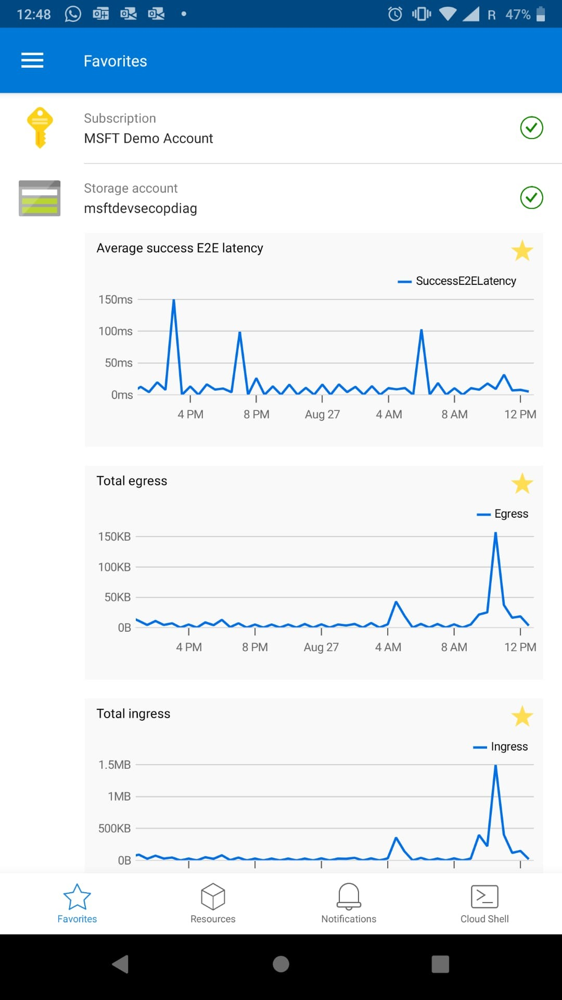 12:48 R 47%
Favorites
Subscription
MSFT Demo Account
Storage account
msftdevsecopdiag
Average success E2E latency
SuccessE2ELatency
150ms
100ms
50ms
0ms
4 PM 8 PM Aug 27 4 AM 8 AM 12 PM
Total egress
Egress
150KB
100KB
50KB
0B
4 PM 8 PM Aug 27 4 AM 8 AM 12 PM
Total ingress
Ingress
1.5MB
1MB
500KB
0B
Favorites Resources Notifications Cloud Shell